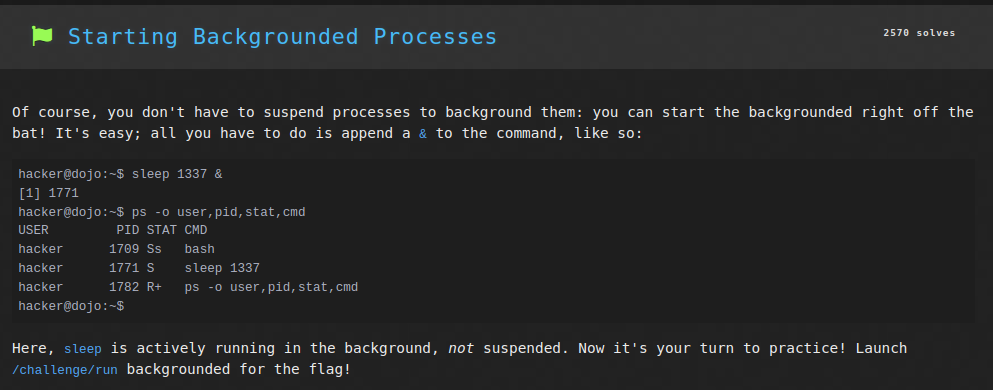 Starting Backgrounded Processes
2570 solves
Of course, you don't have to suspend processes to background them: you can start the backgrounded right off the
bat! It's easy; all you have to do is append a & to the command, like so:
hacker@dojo:~$ sleep 1337 &
[1] 1771
hacker@dojo:~$ ps -o user,pid,stat,cmd
USER         PID STAT CMD
hacker      1709 Ss   bash
hacker      1771 S    sleep 1337
hacker      1782 R+   ps -o user,pid,stat,cmd
hacker@dojo:~$
Here, sleep is actively running in the background, not suspended. Now it's your turn to practice! Launch
/challenge/run backgrounded for the flag!